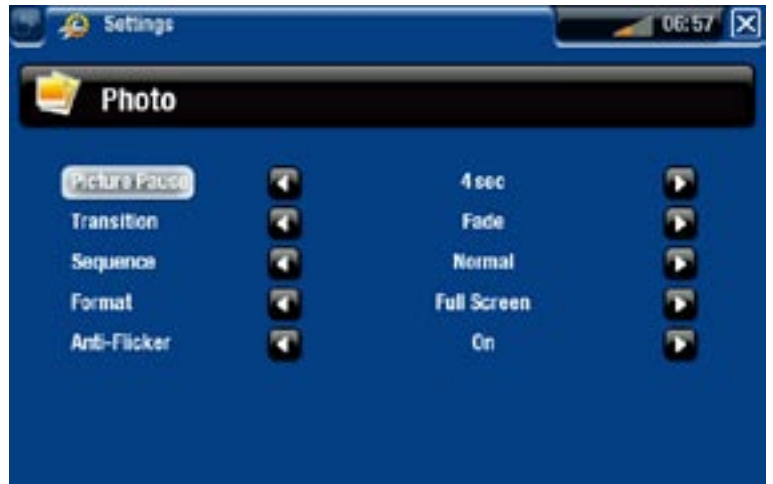 Settings 06:57
Photo
Picture Pause 4 sec
Transition Fade
Sequence Normal
Format Full Screen
Anti-Flicker On